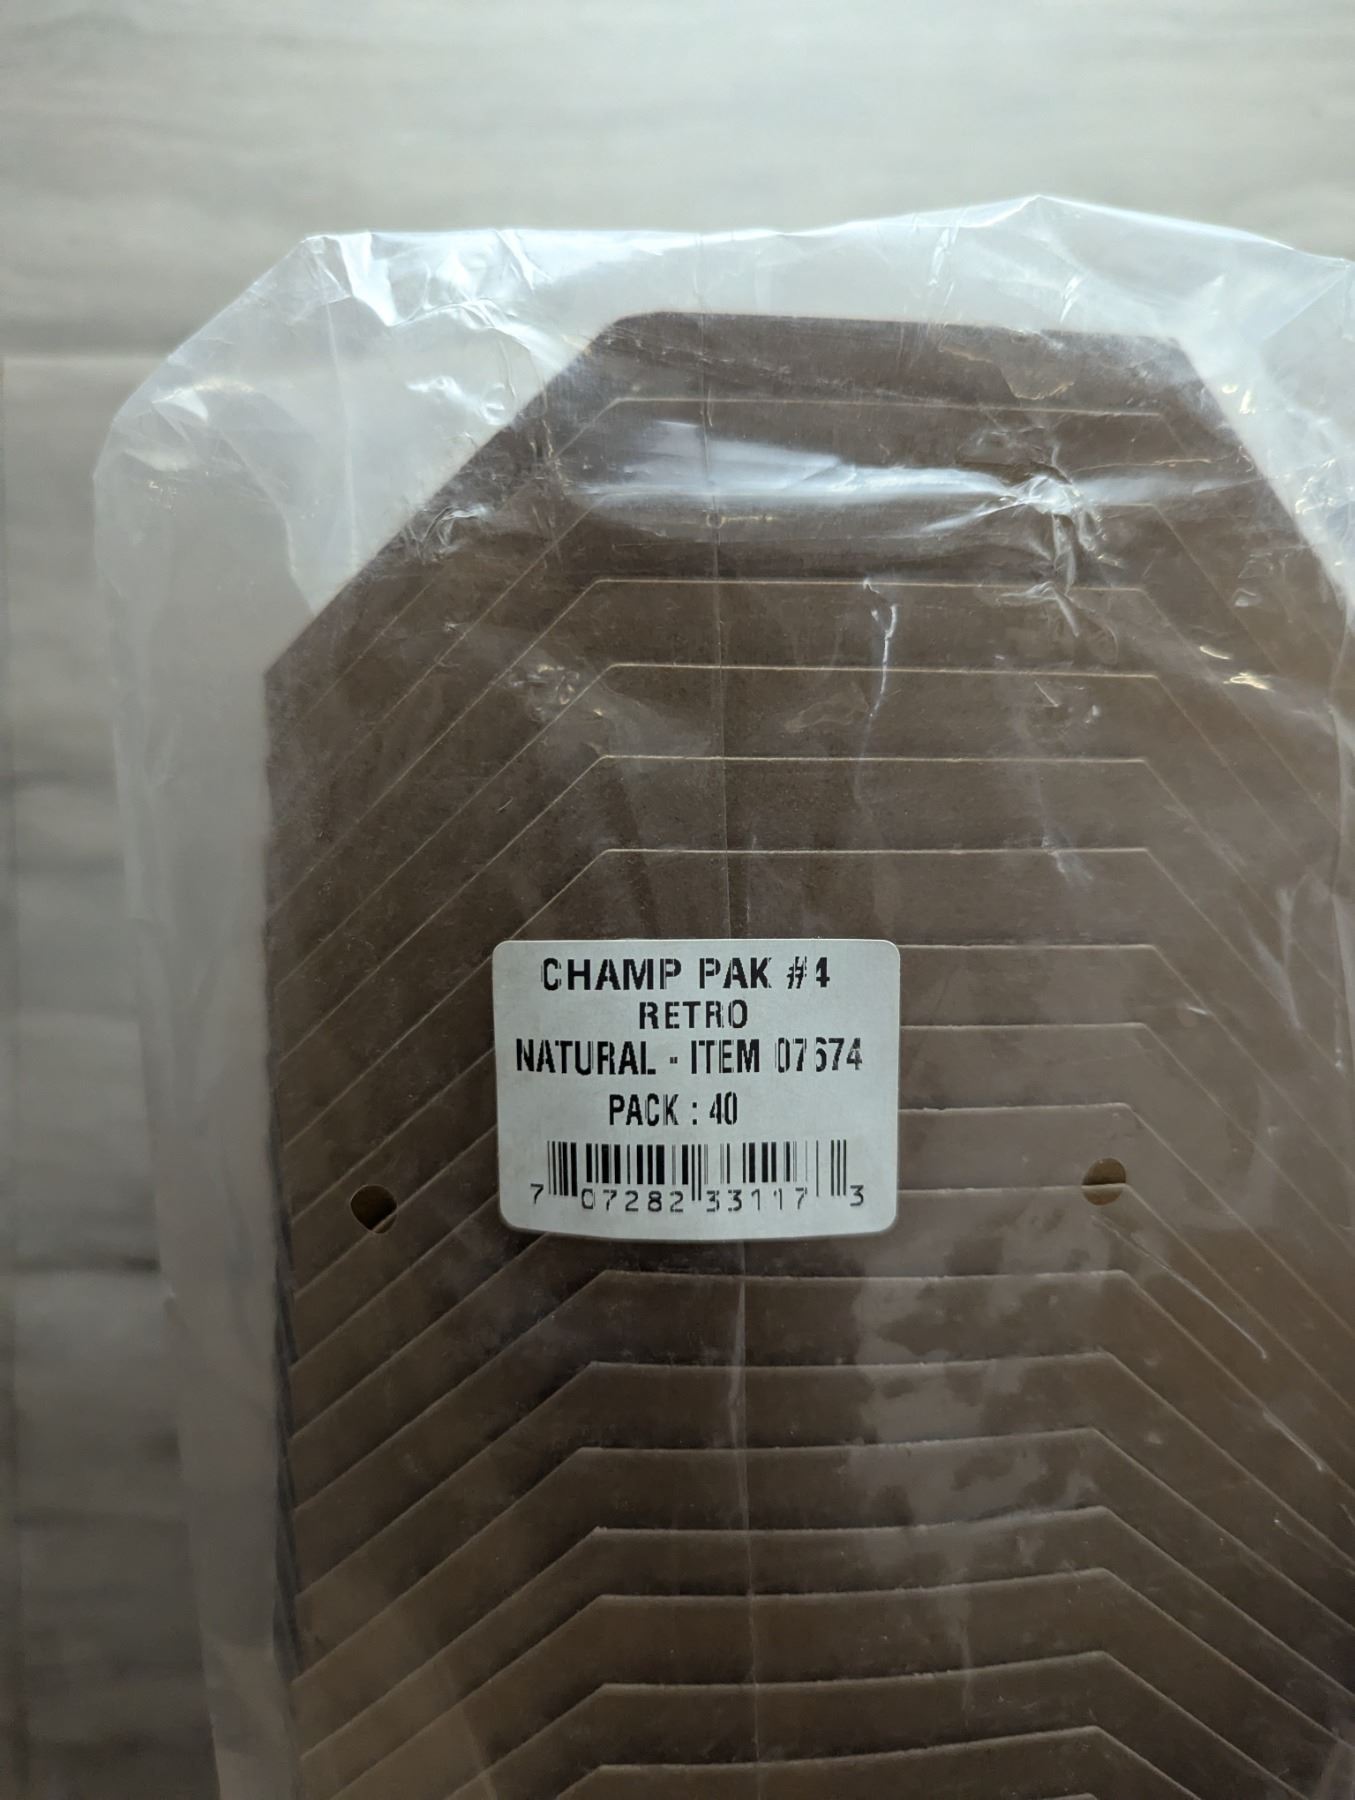 CHAMP PAK #4
RETRO
NATURAL - ITEM 07674
PACK : 40
7 07282 33117 3